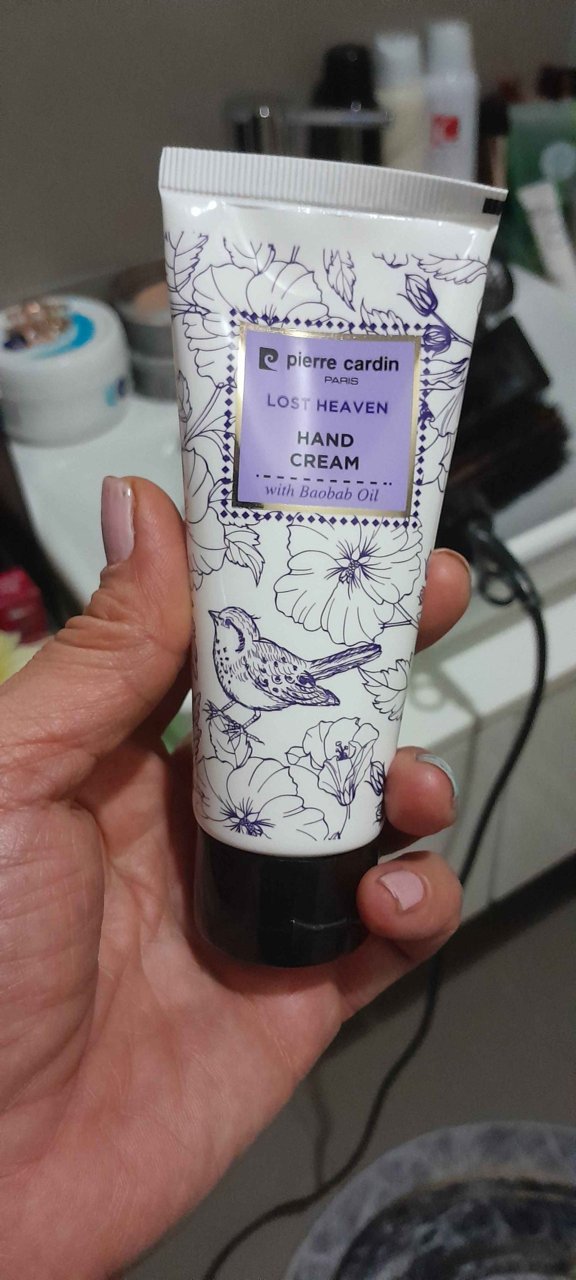 pierre cardin
PARIS
LOST HEAVEN
HAND
CREAM
with Baobab Oil